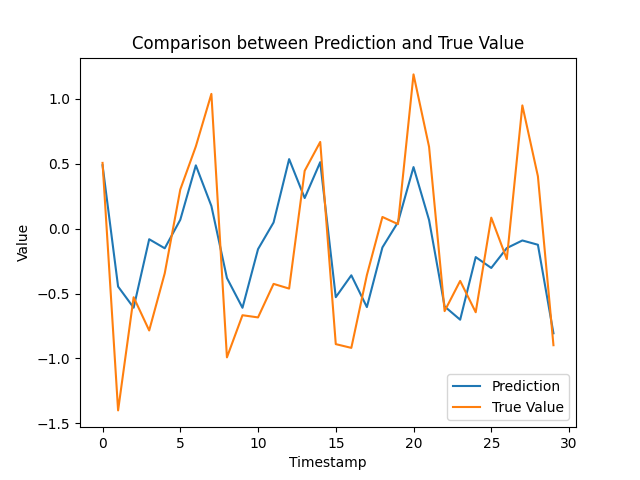 Comparison between Prediction and True Value
Value
1.0
0.5
0.0
−0.5
−1.0
−1.5
Prediction
True Value
0 5 10 15 20 25 30
Timestamp